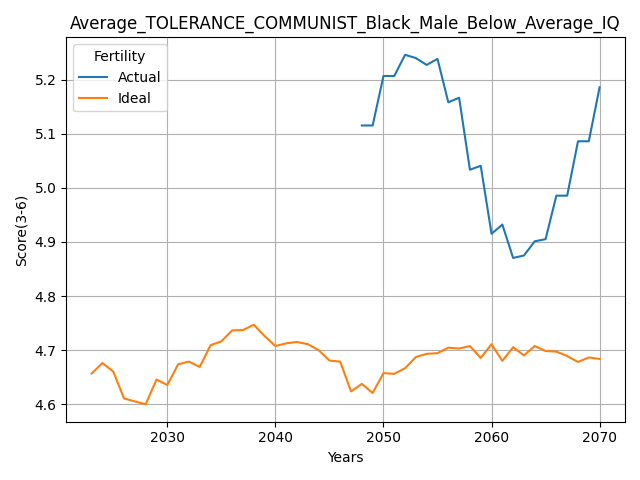 Average_TOLERANCE_COMMUNIST_Black_Male_Below_Average_IQ
Fertility
Actual
Ideal
5.2
5.1
5.0
4.9
4.8
4.7
4.6
Score(3-6)
2030
2040
2050
2060
2070
Years